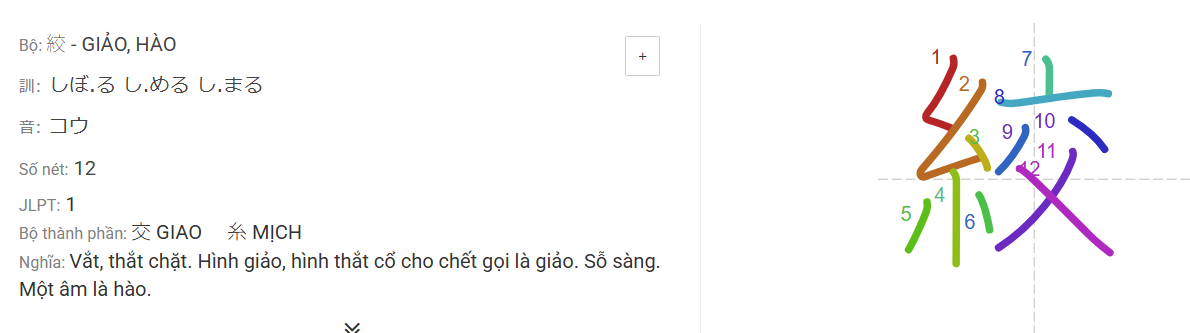 Bộ: 絞 - GIẢO, HÀO
訓: しぼ.る し.める し.まる
音: コウ
Số nét: 12
JLPT: 1
Bộ thành phần: 交 GIAO 糸 MỊCH
Nghĩa: Vắt, thắt chặt. Hình giảo, hình thắt cổ cho chết gọi là giảo. Sỗ sàng.
Một âm là hào.
+
1
2
3
4
5
6
7
8
9
10
11
12
絞